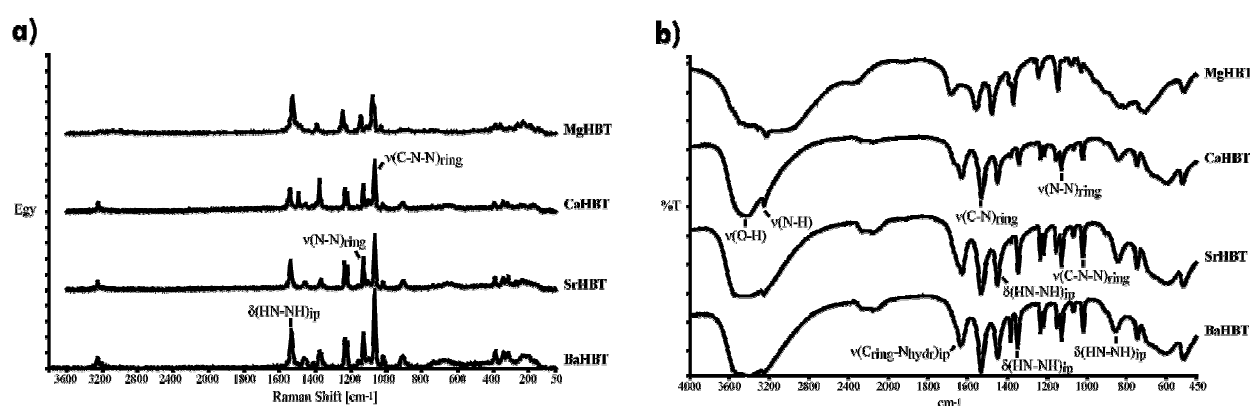 a)
MgHBT
ν(C-N-N)ring
CaHBT
Egy
ν(N-N)ring
SrHBT
δ(HN-NH)ip
BaHBT
3600 3200 2800 2400 2000 1800 1600 1400 1200 1000 800 600 400 200 50
Raman Shift [cm-1]
b)
MgHBT
CaHBT
ν(N-N)ring
%T
ν(N-H)
ν(C-N)ring
ν(O-H)
SrHBT
ν(C-N-N)ring
δ(HN-NH)ip
BaHBT
ν(Cring-Nhydr)ip
δ(HN-NH)ip
δ(HN-NH)ip
4000 3600 3200 2800 2400 2000 1800 1600 1400 1200 1000 800 600 450
cm-1